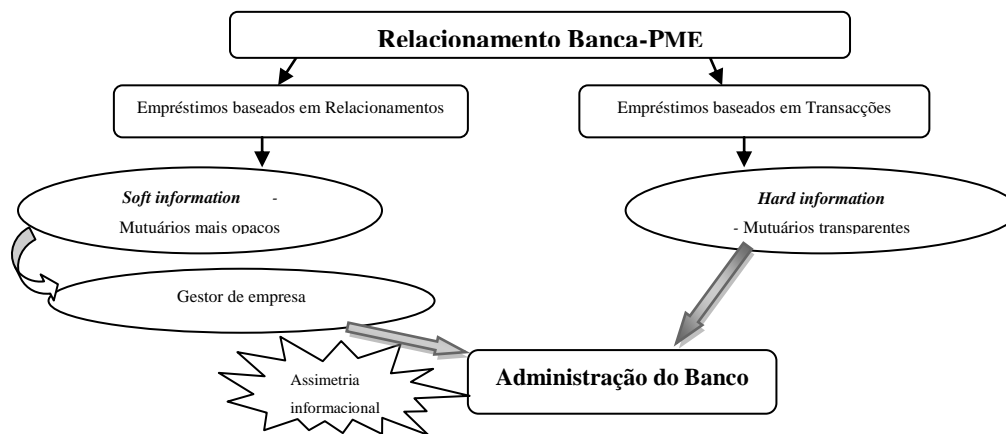 Relacionamento Banca-PME
Empréstimos baseados em Relacionamentos
Empréstimos baseados em Transacções
Soft information -
Mutuários mais opacos
Hard information
- Mutuários transparentes
Gestor de empresa
Assimetria
informacional
Administração do Banco